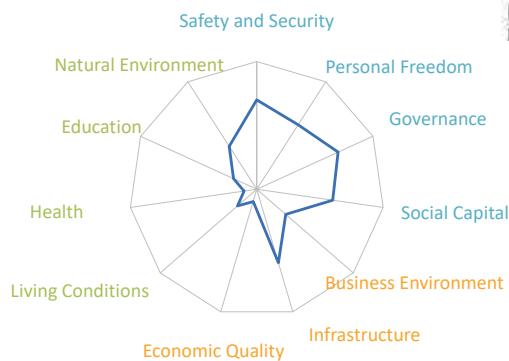 Safety and Security
Personal Freedom
Governance
Social Capital
Business Environment
Infrastructure
Economic Quality
Living Conditions
Health
Education
Natural Environment